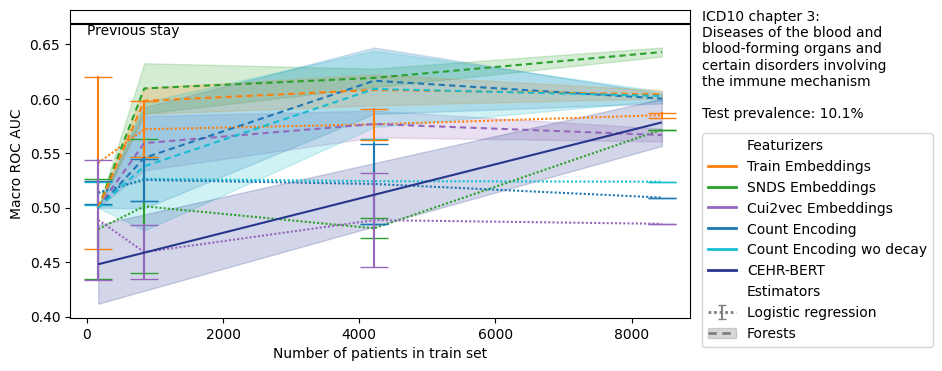 Previous stay
Macro ROC AUC
0.65
0.60
0.55
0.50
0.45
0.40
0
2000
4000
6000
8000
Number of patients in train set
ICD10 chapter 3:
Diseases of the blood and
blood-forming organs and
certain disorders involving
the immune mechanism
Test prevalence: 10.1%
Featurizers
Train Embeddings
SNDS Embeddings
Cui2vec Embeddings
Count Encoding
Count Encoding wo decay
CEHR-BERT
Estimators
Logistic regression
Forests